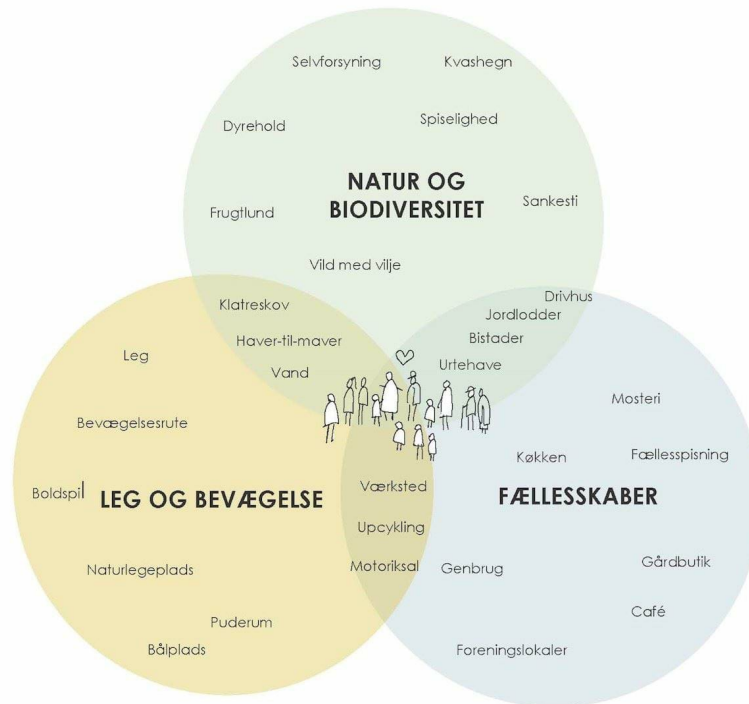 Selvforsyning
Kvashegn
Dyrehold
Spiselighed
NATUR OG
BIODIVERSITET
Frugtlund
Sankesti
Vild med vilje
Klatreskov
Drivhus
Jordlodder
Haver-til-maver
Bistader
Vand
Urtehave
Leg
Bevægelsesrute
Boldspil
LEG OG BEVÆGELSE
Naturlegeplads
Puderum
Bålplads
Værksted
Upcykling
Motoriksal
Mosteri
Køkken
Fællesspisning
FÆLLESSKABER
Genbrug
Gårdbutik
Café
Foreningslokaler